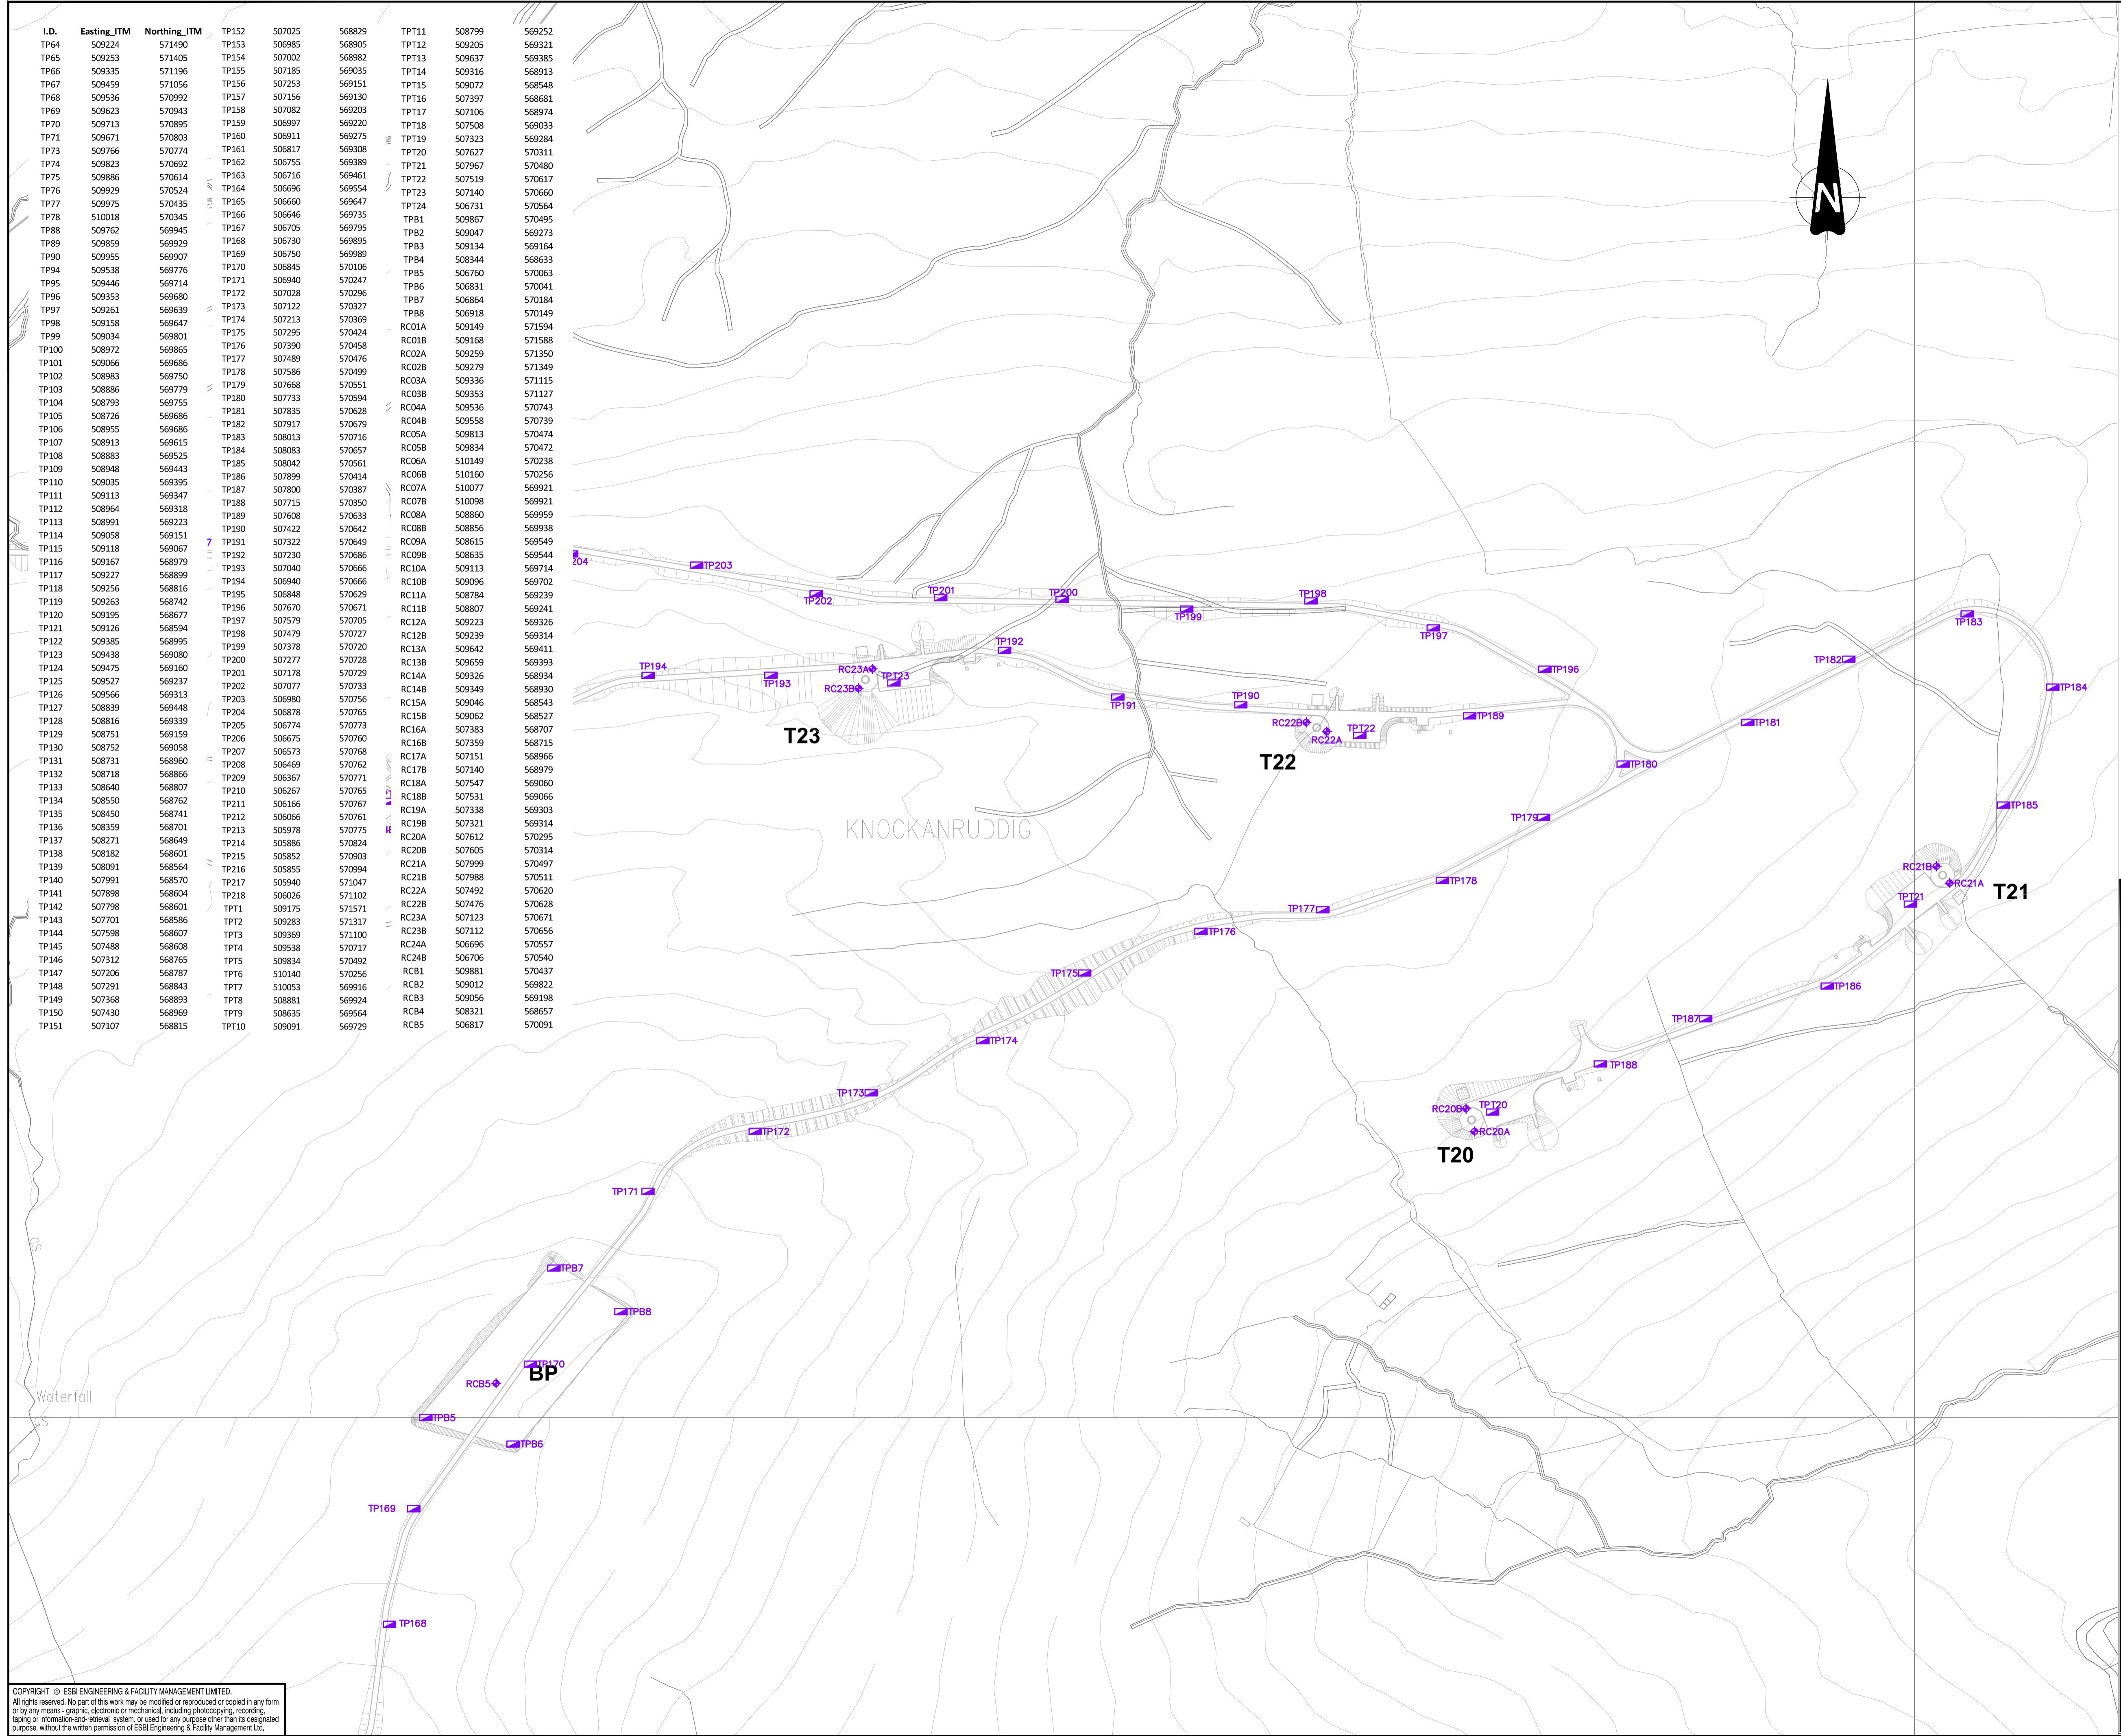 I.D. Easting_ITM Northing_ITM
TP64 509224 571490
TP65 509253 571405
TP66 509335 571196
TP67 509459 571056
TP68 509536 570992
TP69 509623 570943
TP70 509713 570895
TP71 509671 570803
TP73 509766 570774
TP74 509823 570692
TP75 509886 570614
TP76 509929 570524
TP77 509975 570435
TP78 510018 570345
TP88 509762 569945
TP89 509859 569929
TP90 509955 569907
TP94 509538 569776
TP95 509446 569714
TP96 509353 569680
TP97 509261 569639
TP98 509158 569647
TP99 509034 569801
TP100 508972 569865
TP101 509066 569686
TP102 508983 569750
TP103 508886 569779
TP104 508793 569755
TP105 508726 569686
TP106 508955 569686
TP107 508913 569615
TP108 508883 569525
TP109 508948 569443
TP110 509035 569395
TP111 509113 569347
TP112 508964 569318
TP113 508991 569223
TP114 509058 569151
TP115 509118 569067
TP116 509167 568979
TP117 509227 568899
TP118 509256 568816
TP119 509263 568742
TP120 509195 568677
TP121 509126 568594
TP122 509385 568995
TP123 509438 569080
TP124 509475 569160
TP125 509527 569237
TP126 509566 569313
TP127 508839 569448
TP128 508816 569339
TP129 508751 569159
TP130 508752 569058
TP131 508731 568960
TP132 508718 568866
TP133 508640 568807
TP134 508550 568762
TP135 508450 568741
TP136 508359 568701
TP137 508271 568649
TP138 508182 568601
TP139 508091 568564
TP140 507991 568570
TP141 507898 568604
TP142 507798 568601
TP143 507701 568586
TP144 507598 568607
TP145 507488 568608
TP146 507312 568765
TP147 507206 568787
TP148 507291 568843
TP149 507368 568893
TP150 507430 568969
TP151 507107 568815
TP152 507025 568829
TP153 506985 568905
TP154 507002 568982
TP155 507185 569035
TP156 507253 569151
TP157 507156 569130
TP158 507082 569203
TP159 506997 569220
TP160 506911 569275
TP161 506817 569308
TP162 506755 569389
TP163 506716 569461
TP164 506696 569554
TP165 506660 569647
TP166 506646 569735
TP167 506705 569795
TP168 506730 569895
TP169 506750 569989
TP170 506845 570106
TP171 506940 570247
TP172 507028 570296
TP173 507122 570327
TP174 507213 570369
TP175 507295 570424
TP176 507390 570458
TP177 507489 570476
TP178 507586 570499
TP179 507668 570551
TP180 507733 570594
TP181 507835 570628
TP182 507917 570679
TP183 508013 570716
TP184 508083 570657
TP185 508042 570561
TP186 507899 570414
TP187 507800 570387
TP188 507715 570350
TP189 507608 570633
TP190 507422 570642
TP191 507322 570649
TP192 507230 570686
TP193 507040 570666
TP194 506940 570666
TP195 506848 570629
TP196 507670 570671
TP197 507579 570705
TP198 507479 570727
TP199 507378 570720
TP200 507277 570728
TP201 507178 570729
TP202 507077 570733
TP203 506980 570756
TP204 506878 570765
TP205 506774 570773
TP206 506675 570760
TP207 506573 570768
TP208 506469 570762
TP209 506367 570771
TP210 506267 570765
TP211 506166 570767
TP212 506066 570761
TP213 505978 570775
TP214 505886 570824
TP215 505852 570903
TP216 505855 570994
TP217 505940 571047
TP218 506026 571102
TPT1 509175 571571
TPT2 509283 571317
TPT3 509369 571100
TPT4 509538 570717
TPT5 509834 570492
TPT6 510140 570256
TPT7 510053 569916
TPT8 508881 569924
TPT9 508635 569564
TPT10 509091 569729
TPT11 508799 569252
TPT12 509205 569321
TPT13 509637 569385
TPT14 509316 568913
TPT15 509072 568548
TPT16 507397 568681
TPT17 507106 568974
TPT18 507508 569033
TPT19 507323 569284
TPT20 507627 570311
TPT21 507967 570480
TPT22 507519 570617
TPT23 507140 570660
TPT24 506731 570564
TPB1 509867 570495
TPB2 509047 569273
TPB3 509134 569164
TPB4 508344 568633
TPB5 506760 570063
TPB6 506831 570041
TPB7 506864 570184
TPB8 506918 570149
RC01A 509149 571594
RC01B 509168 571588
RC02A 509259 571350
RC02B 509279 571349
RC03A 509336 571115
RC03B 509353 571127
RC04A 509536 570743
RC04B 509558 570739
RC05A 509813 570474
RC05B 509834 570472
RC06A 510149 570238
RC06B 510160 570256
RC07A 510077 569921
RC07B 510098 569921
RC08A 508860 569959
RC08B 508856 569938
RC09A 508615 569549
RC09B 508635 569544
RC10A 509113 569714
RC10B 509096 569702
RC11A 508784 569239
RC11B 508807 569241
RC12A 509223 569326
RC12B 509239 569314
RC13A 509642 569411
RC13B 509659 569393
RC14A 509326 568934
RC14B 509349 568930
RC15A 509046 568543
RC15B 509062 568527
RC16A 507383 568707
RC16B 507359 568715
RC17A 507151 568966
RC17B 507140 568979
RC18A 507547 569060
RC18B 507531 569066
RC19A 507338 569303
RC19B 507321 569314
RC20A 507612 570295
RC20B 507605 570314
RC21A 507999 570497
RC21B 507988 570511
RC22A 507492 570620
RC22B 507476 570628
RC23A 507123 570671
RC23B 507112 570656
RC24A 506696 570557
RC24B 506706 570540
RCB1 509881 570437
RCB2 509012 569822
RCB3 509056 569198
RCB4 508321 568657
RCB5 506817 570091
N
204
TP203
TP202
TP201
TP200
TP199
TP198
TP197
TP183
TP192
TP194
TP193
RC23A
TPT23
RC23B
T23
TP196
TP182
TP184
TP191
TP190
RC22B
RC22A
TPT22
TP189
T22
TP181
TP180
TP185
TP179
KNOCKANRUDDIG
RC21B
RC21A
TPT21
T21
TP178
TP177
TP176
TP175
TP186
TP187
TP174
TP188
TP173
RC20B
TPT20
RC20A
T20
TP172
TP171
CS
TPB7
TPB8
TP170
BP
RCB5
Waterfall
CS
TPB5
TPB6
TP169
TP168
COPYRIGHT © ESBI ENGINEERING & FACILITY MANAGEMENT LIMITED.
All rights reserved. No part of this work may be modified or reproduced or copied in any form
or by any means - graphic, electronic or mechanical, including photocopying, recording,
taping or information-and-retrieval system, or used for any purpose other than its designated
purpose, without the written permission of ESBI Engineering & Facility Management Ltd.